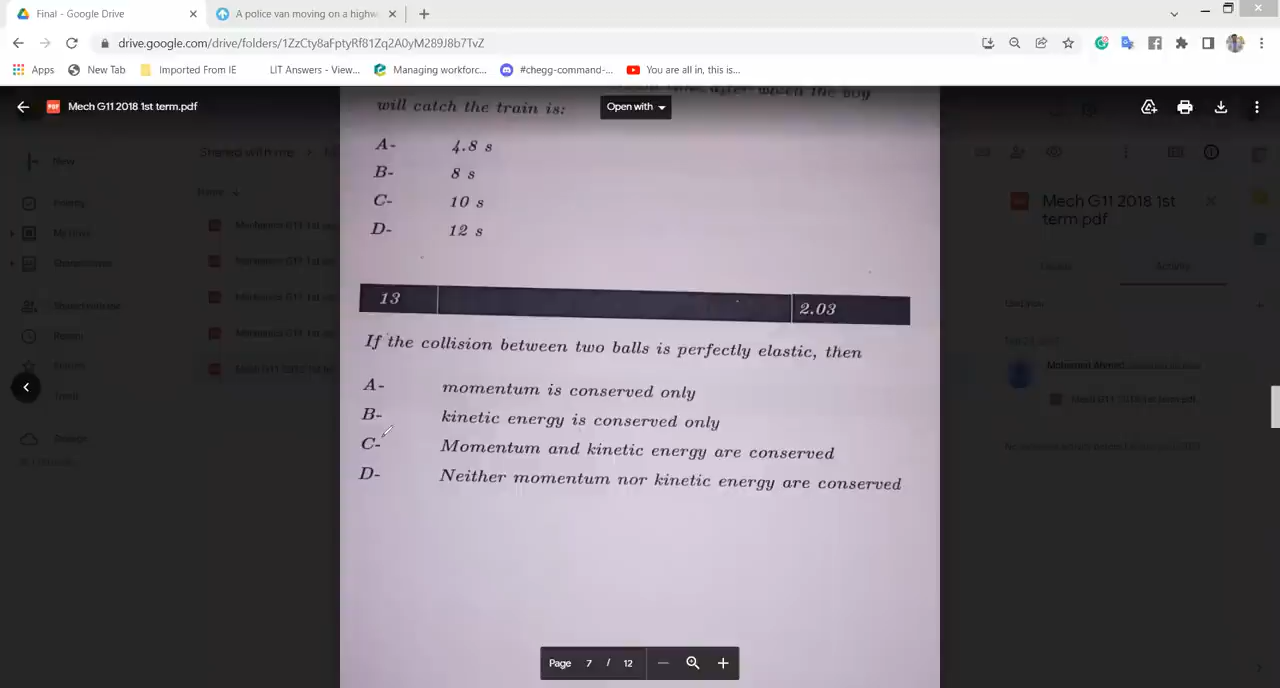 Final - Google Drive
A police van moving on a highw
drive.google.com/drive/folders/1ZzCty8aFptyRf81Zq2A0yM289J8b7TvZ
Apps New Tab Imported From IE LIT Answers - View... Managing workforc... #chegg-command-... You are all in, this is...
Mech G11 2018 1st term.pdf
Open with
will catch the train is:
A- 4.8 s
B- 8 s
C- 10 s
D- 12 s
13 2.03
If the collision between two balls is perfectly elastic, then
A- momentum is conserved only
B- kinetic energy is conserved only
C- Momentum and kinetic energy are conserved
D- Neither momentum nor kinetic energy are conserved
Page 7 / 12
New
Shared with me
Mech G11 2018 1st
term pdf
Activity